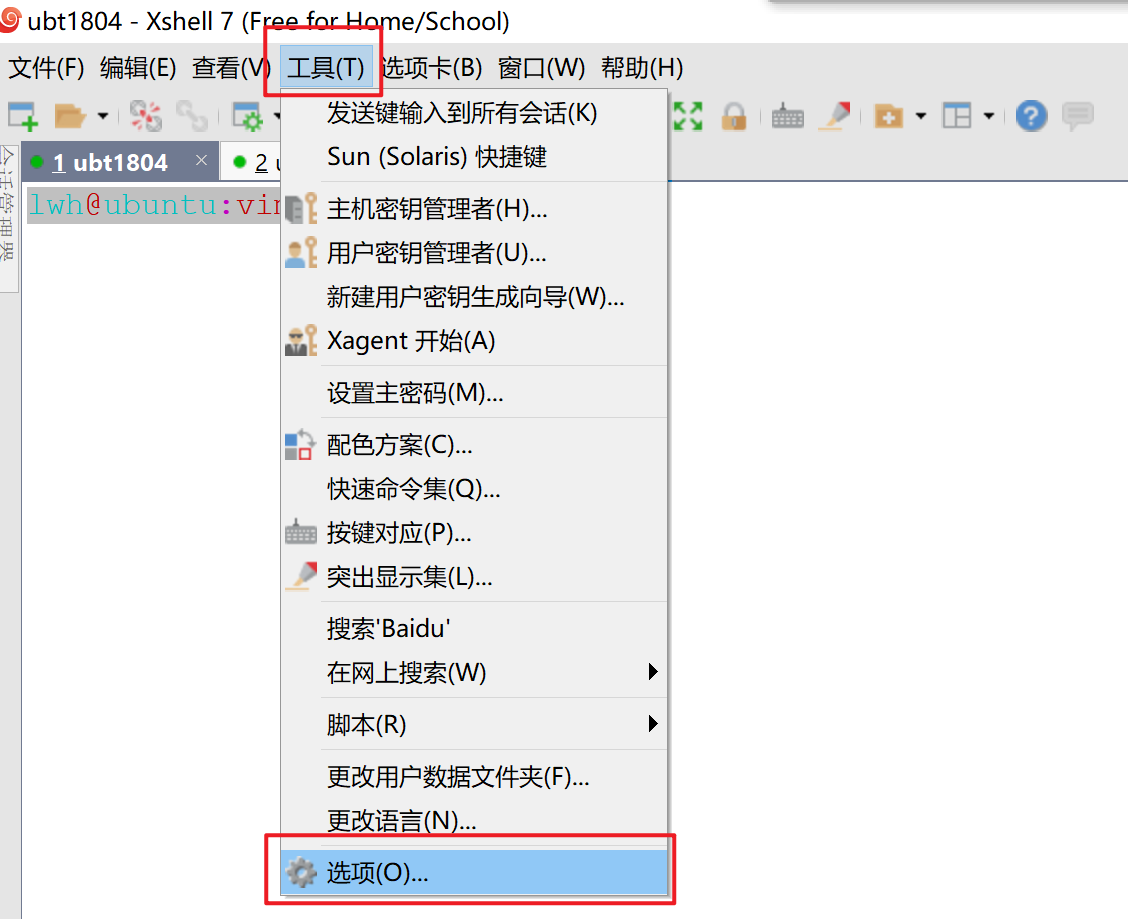 ubt1804 - Xshell 7 (Free for Home/School)
文件(F) 编辑(E) 查看(V) 工具(T) 选项卡(B) 窗口(W) 帮助(H)
1 ubt1804 2
会话管理器
lwh@ubuntu:vim
发送键输入到所有会话(K)
Sun (Solaris) 快捷键
主机密钥管理者(H)...
用户密钥管理者(U)...
新建用户密钥生成向导(W)...
Xagent 开始(A)
设置主密码(M)...
配色方案(C)...
快速命令集(Q)...
按键对应(P)...
突出显示集(L)...
搜索'Baidu'
在网上搜索(W)
脚本(R)
更改用户数据文件夹(F)...
更改语言(N)...
选项(O)...